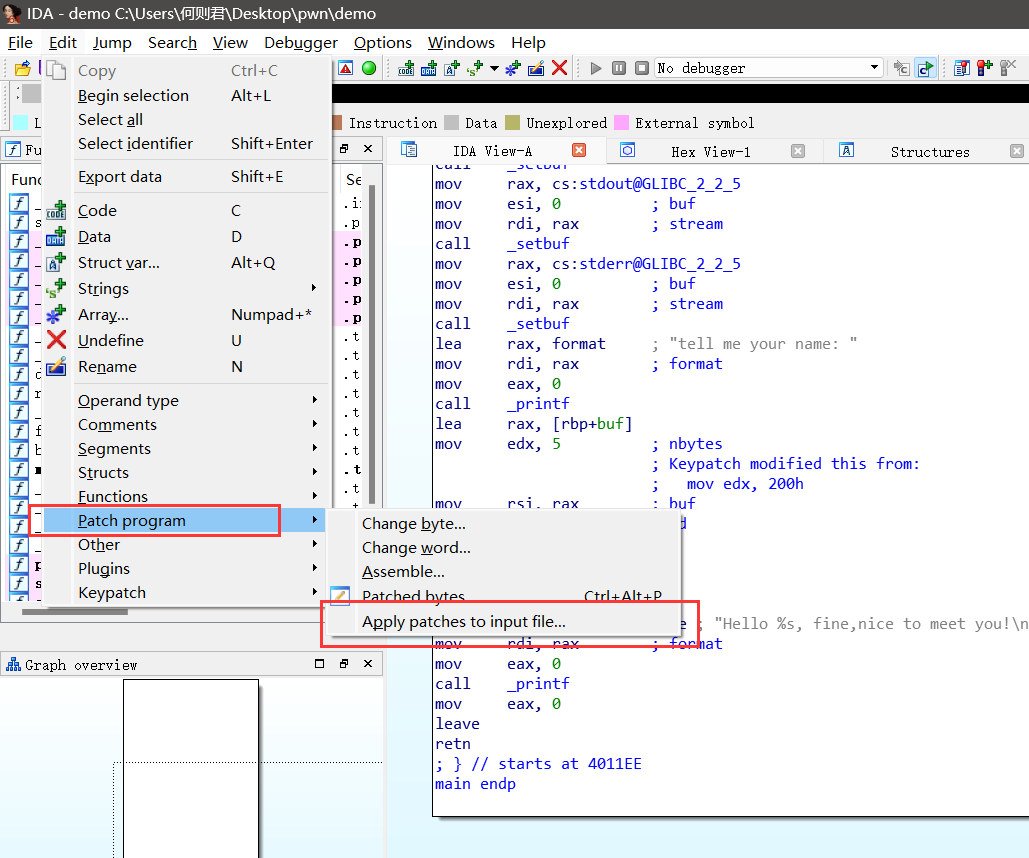 IDA - demo C:\Users\何则君\Desktop\pwn\demo
File Edit Jump Search View Debugger Options Windows Help
No debugger
Instruction Data Unexplored External symbol
IDA View-A Hex View-1 Structures
Copy Ctrl+C
Begin selection Alt+L
Select all
Select identifier Shift+Enter
Export data Shift+E
Code C
Data D
Struct var... Alt+Q
Strings
Array... Numpad+*
Undefine U
Rename N
Operand type
Comments
Segments
Structs
Functions
Patch program
Other
Plugins
Keypatch
Change byte...
Change word...
Assemble...
Patched bytes Ctrl+Alt+P
Apply patches to input file...
call _setbuf
mov rax, cs:stdout@GLIBC_2_2_5
mov esi, 0 ; buf
mov rdi, rax ; stream
call _setbuf
mov rax, cs:stderr@GLIBC_2_2_5
mov esi, 0 ; buf
mov rdi, rax ; stream
call _setbuf
lea rax, format ; "tell me your name: "
mov rdi, rax ; format
mov eax, 0
call _printf
lea rax, [rbp+buf]
mov edx, 5 ; nbytes
; Keypatch modified this from:
; mov edx, 200h
mov rsi, rax ; buf
; "Hello %s, fine,nice to meet you!\n
mov rdi, rax ; format
mov eax, 0
call _printf
mov eax, 0
leave
retn
; } // starts at 4011EE
main endp
Graph overview